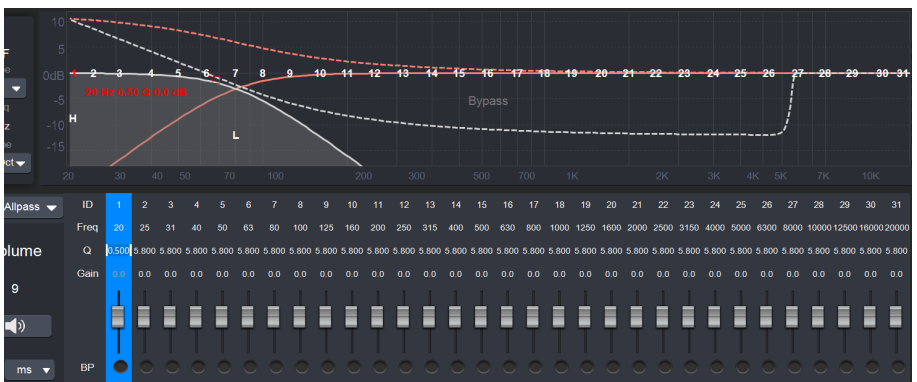 10
5
0dB
-5
-10
-15
1 2 3 4 5 6 7 8 9 10 11 12 13 14 15 16 17 18 19 20 21 22 23 24 25 26 27 28 29 30 31
20 Hz 0.50 Q 0.0 dB
Bypass
H
L
20 30 40 50 70 100 200 300 500 700 1K 2K 3K 4K 5K 7K 10K
F
z
Oct
Allpass
ID 1 2 3 4 5 6 7 8 9 10 11 12 13 14 15 16 17 18 19 20 21 22 23 24 25 26 27 28 29 30 31
Freq 20 25 31 40 50 63 80 100 125 160 200 250 315 400 500 630 800 1000 1250 1600 2000 2500 3150 4000 5000 6300 8000 10000 12500 16000 20000
olume
Q 0.500 5.800 5.800 5.800 5.800 5.800 5.800 5.800 5.800 5.800 5.800 5.800 5.800 5.800 5.800 5.800 5.800 5.800 5.800 5.800 5.800 5.800 5.800 5.800 5.800 5.800 5.800 5.800 5.800 5.800 5.800
Gain 0.0 0.0 0.0 0.0 0.0 0.0 0.0 0.0 0.0 0.0 0.0 0.0 0.0 0.0 0.0 0.0 0.0 0.0 0.0 0.0 0.0 0.0 0.0 0.0 0.0 0.0 0.0 0.0 0.0 0.0 0.0
9
ms
BP